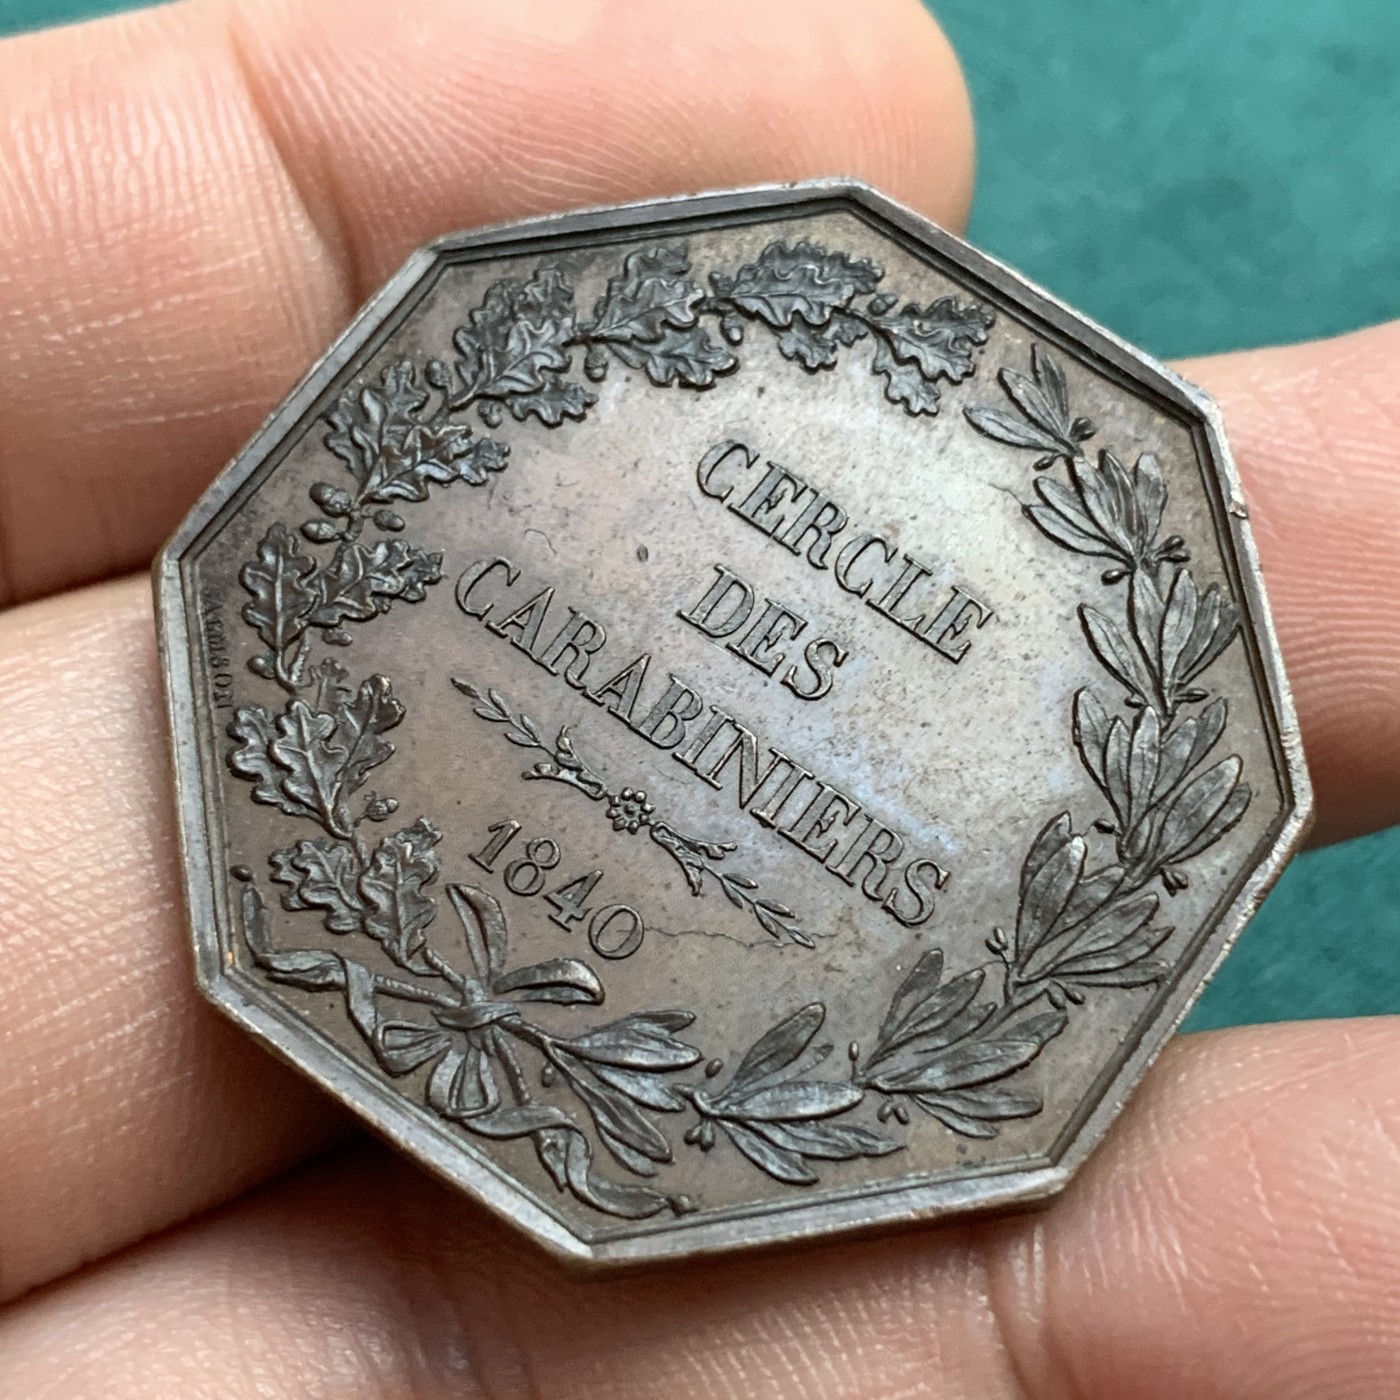 CERCLE
DES
CARABINIERS
1840